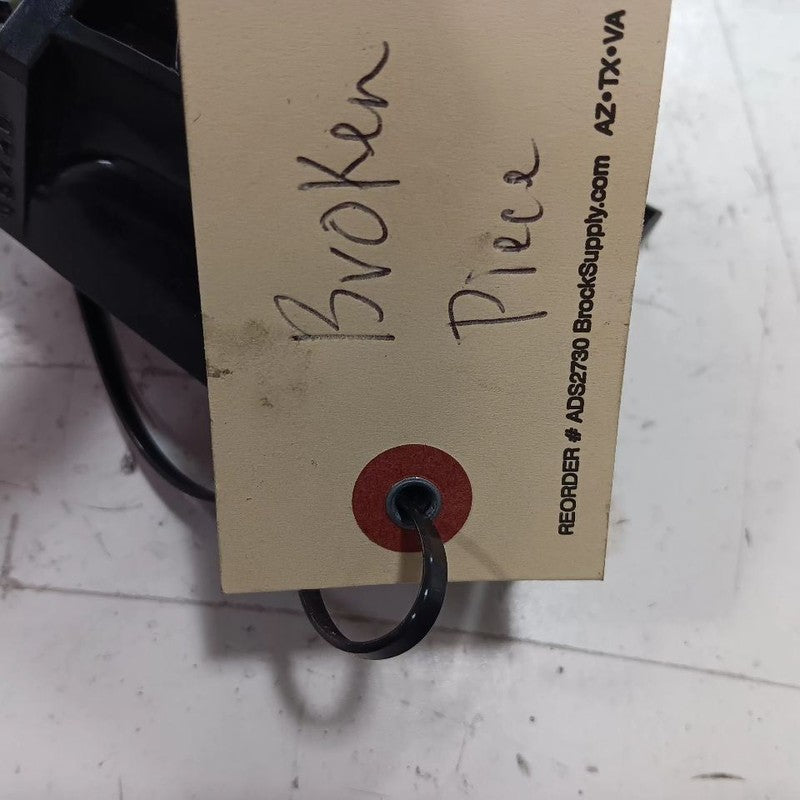 Broken
Piece
REORDER # ADS2730 BrockSupply.com AZ•TX•VA